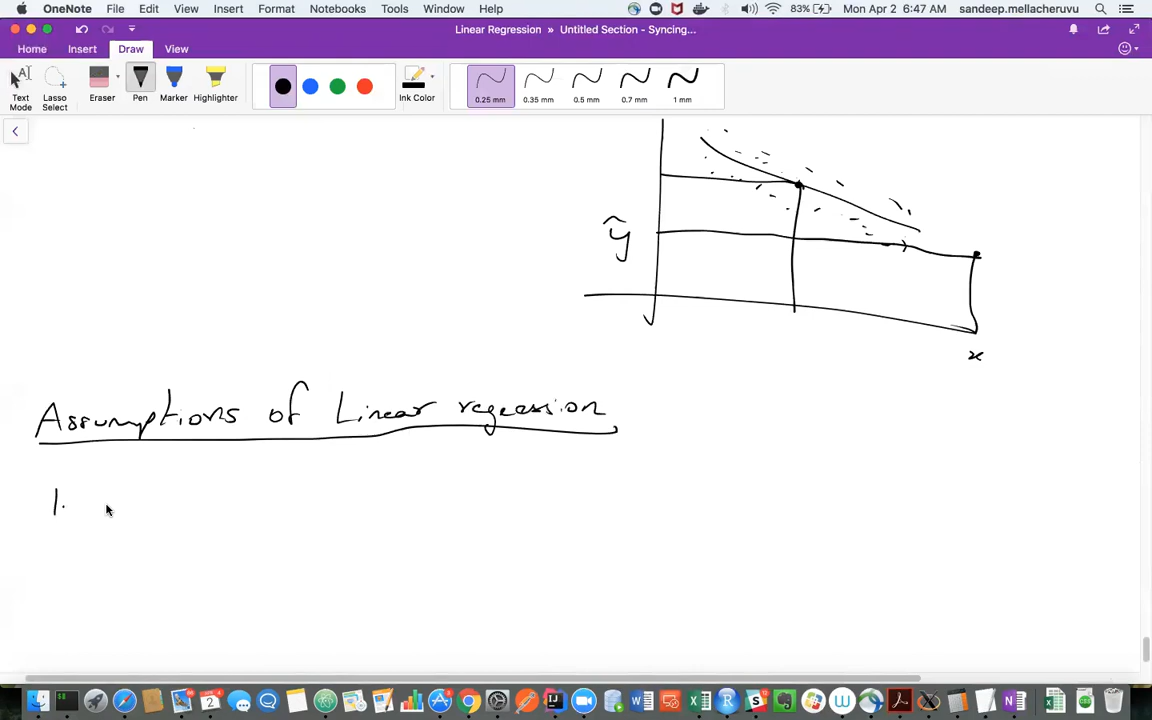 OneNote File Edit View Insert Format Notebooks Tools Window Help 83% Mon Apr 2 6:47 AM sandeep.mellacheruvu
Linear Regression » Untitled Section - Syncing...
Home Insert Draw View
Text Mode
Lasso Select
Eraser
Pen
Marker
Highlighter
Ink Color
0.25 mm 0.35 mm 0.5 mm 0.7 mm 1 mm
ŷ
x
Assumptions of Linear regression
1.